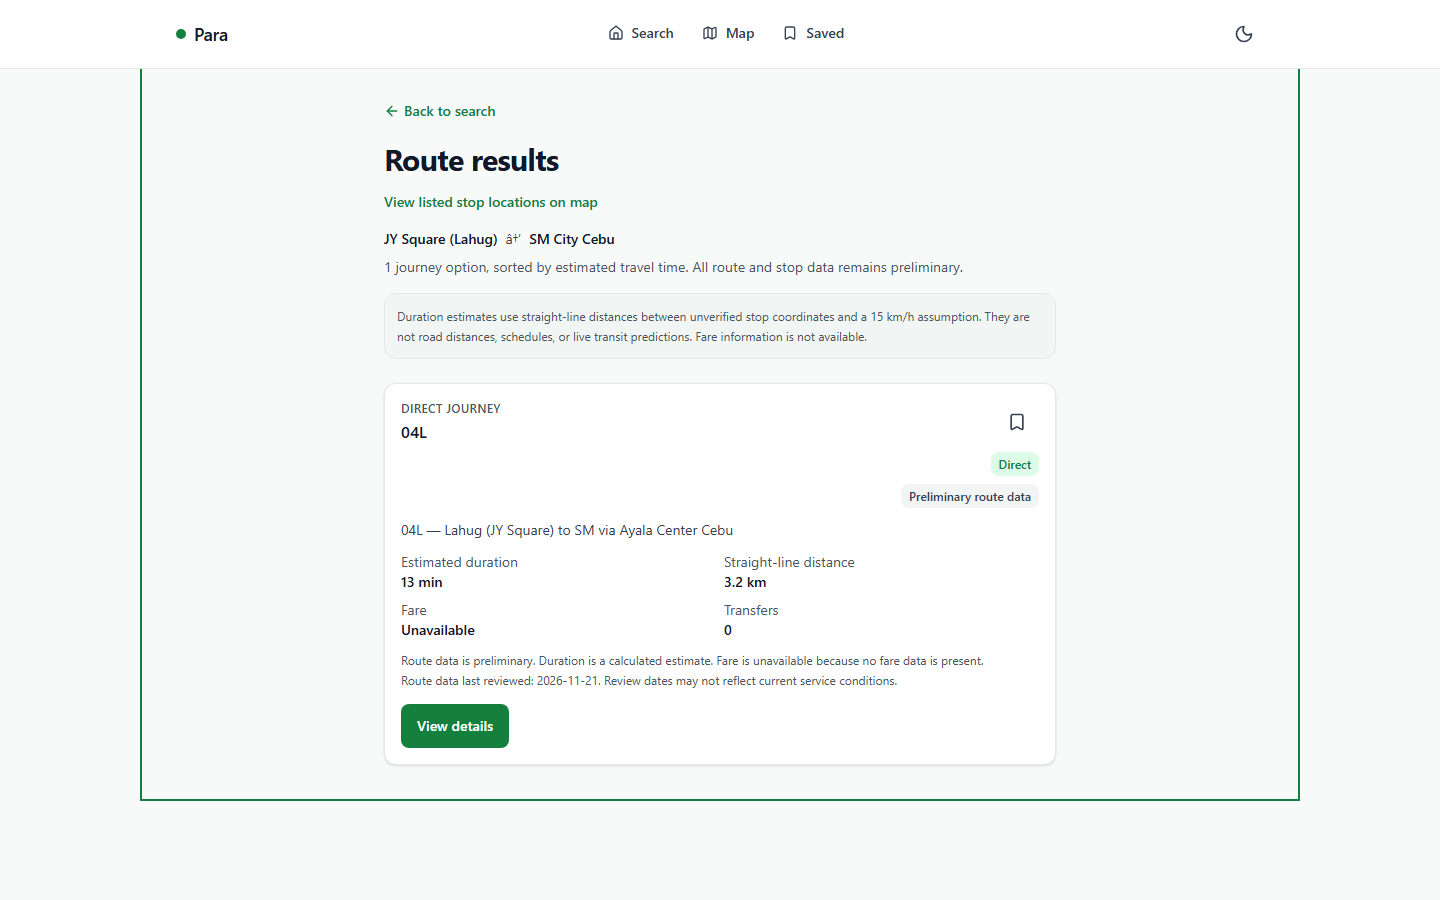 Para
Search
Map
Saved
Back to search
Route results
View listed stop locations on map
JY Square (Lahug) â†’ SM City Cebu
1 journey option, sorted by estimated travel time. All route and stop data remains preliminary.
Duration estimates use straight-line distances between unverified stop coordinates and a 15 km/h assumption. They are
not road distances, schedules, or live transit predictions. Fare information is not available.
DIRECT JOURNEY
04L
Direct
Preliminary route data
04L — Lahug (JY Square) to SM via Ayala Center Cebu
Estimated duration
13 min
Straight-line distance
3.2 km
Fare
Unavailable
Transfers
0
Route data is preliminary. Duration is a calculated estimate. Fare is unavailable because no fare data is present.
Route data last reviewed: 2026-11-21. Review dates may not reflect current service conditions.
View details